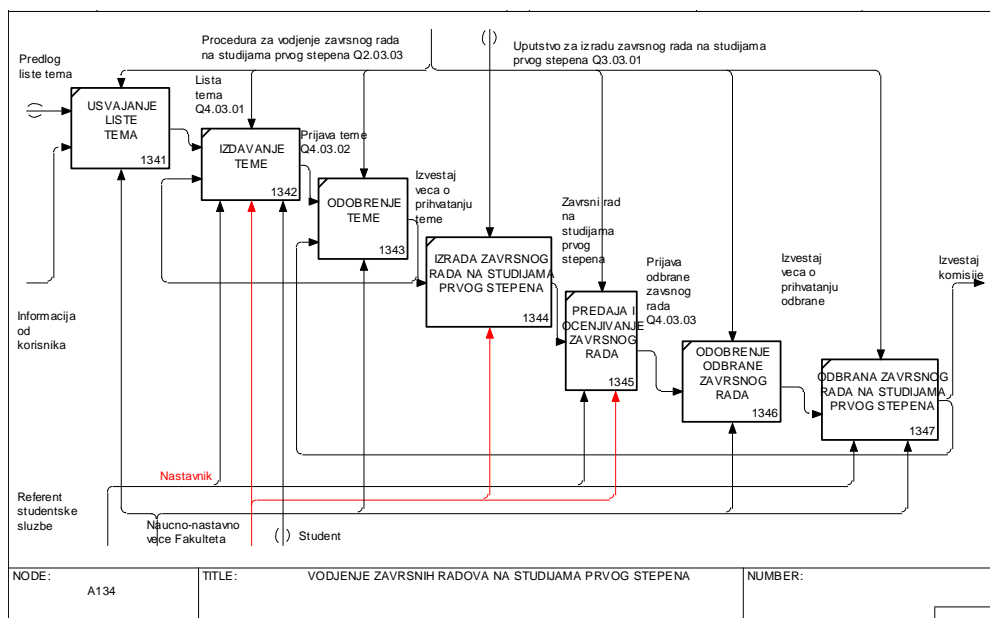 Procedura za vodjenje zavrsnog rada
na studijama prvog stepena Q2.03.03
( )
Uputstvo za izradu zavrsnog rada na studijama
prvog stepena Q3.03.01
Predlog
liste tema
USVAJANJE
LISTE
TEMA
1341
Lista
tema
Q4.03.01
IZDAVANJE
TEME
1342
Prijava teme
Q4.03.02
ODOBRENJE
TEME
1343
Izvestaj
veca o
prihvatanju
teme
IZRADA ZAVRSNOG
RADA NA STUDIJAMA
PRVOG STEPENA
1344
Zavrsni rad
na
studijama
prvog
stepena
PREDAJA I
OCENJIVANJE
ZAVRSNOG
RADA
1345
Prijava
odbrane
zavsnog
rada
Q4.03.03
ODOBRENJE
ODBRANE
ZAVRSNOG
RADA
1346
Izvestaj
veca o
prihvatanju
odbrane
ODBRANA ZAVRSNOG
RADA NA STUDIJAMA
PRVOG STEPENA
1347
Izvestaj
komisije
Informacija
od
korisnika
Nastavnik
Referent
studentske
sluzbe
Naucno-nastavno
vece Fakulteta
( ) Student
NODE:
A134
TITLE:
VODJENJE ZAVRSNIH RADOVA NA STUDIJAMA PRVOG STEPENA
NUMBER: